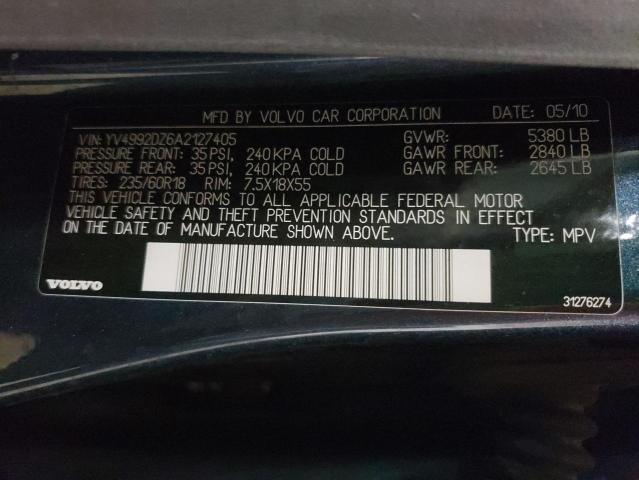 MFD BY VOLVO CAR CORPORATION DATE: 05/10
VIN: YV4992DZ6A2127405 GVWR: 5380 LB
PRESSURE FRONT: 35 PSI, 240 KPA COLD GAWR FRONT: 2840 LB
PRESSURE REAR: 35 PSI, 240 KPA COLD GAWR REAR: 2645 LB
TIRES: 235/60R18 RIM: 7.5X18X55
THIS VEHICLE CONFORMS TO ALL APPLICABLE FEDERAL MOTOR
VEHICLE SAFETY AND THEFT PREVENTION STANDARDS IN EFFECT
ON THE DATE OF MANUFACTURE SHOWN ABOVE. TYPE: MPV
VOLVO 31276274